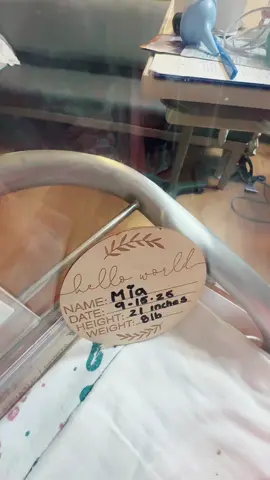 hello world
NAME: Mia
DATE: 9-15-25
HEIGHT: 21 inches
WEIGHT: 8lb